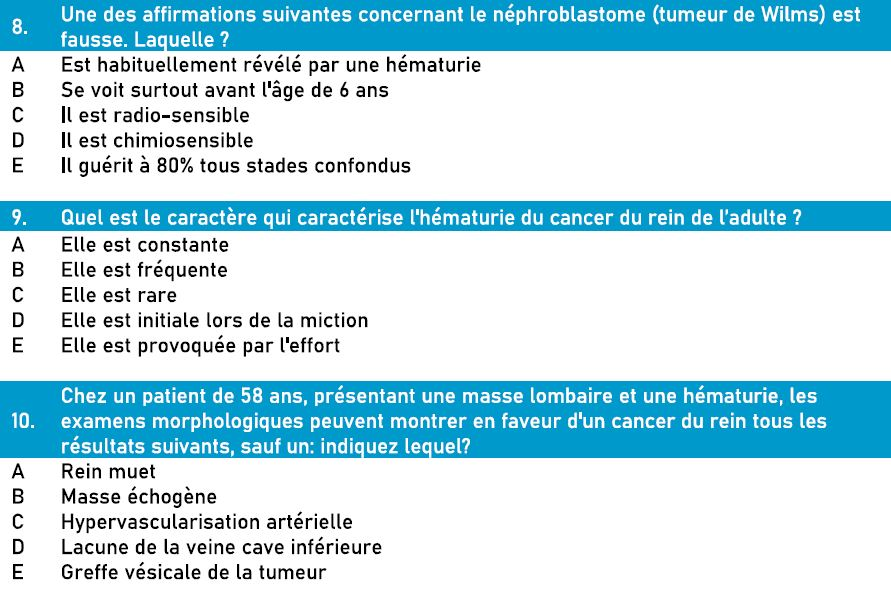 8. Une des affirmations suivantes concernant le néphroblastome (tumeur de Wilms) est
fausse. Laquelle ?
A Est habituellement révélé par une hématurie
B Se voit surtout avant l'âge de 6 ans
C Il est radio-sensible
D Il est chimiosensible
E Il guérit à 80% tous stades confondus
9. Quel est le caractère qui caractérise l'hématurie du cancer du rein de l’adulte ?
A Elle est constante
B Elle est fréquente
C Elle est rare
D Elle est initiale lors de la miction
E Elle est provoquée par l'effort
Chez un patient de 58 ans, présentant une masse lombaire et une hématurie, les
10. examens morphologiques peuvent montrer en faveur d'un cancer du rein tous les
résultats suivants, sauf un: indiquez lequel?
A Rein muet
B Masse échogène
C Hypervascularisation artérielle
D Lacune de la veine cave inférieure
E Greffe vésicale de la tumeur